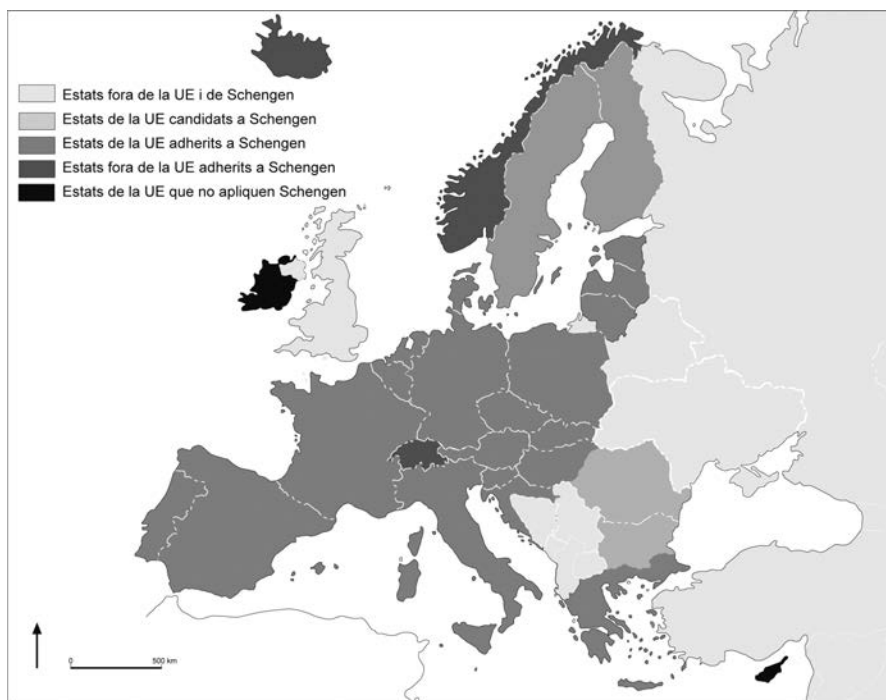 Estats fora de la UE i de Schengen
Estats de la UE candidats a Schengen
Estats de la UE adherits a Schengen
Estats fora de la UE adherits a Schengen
Estats de la UE que no apliquen Schengen
0 500 km